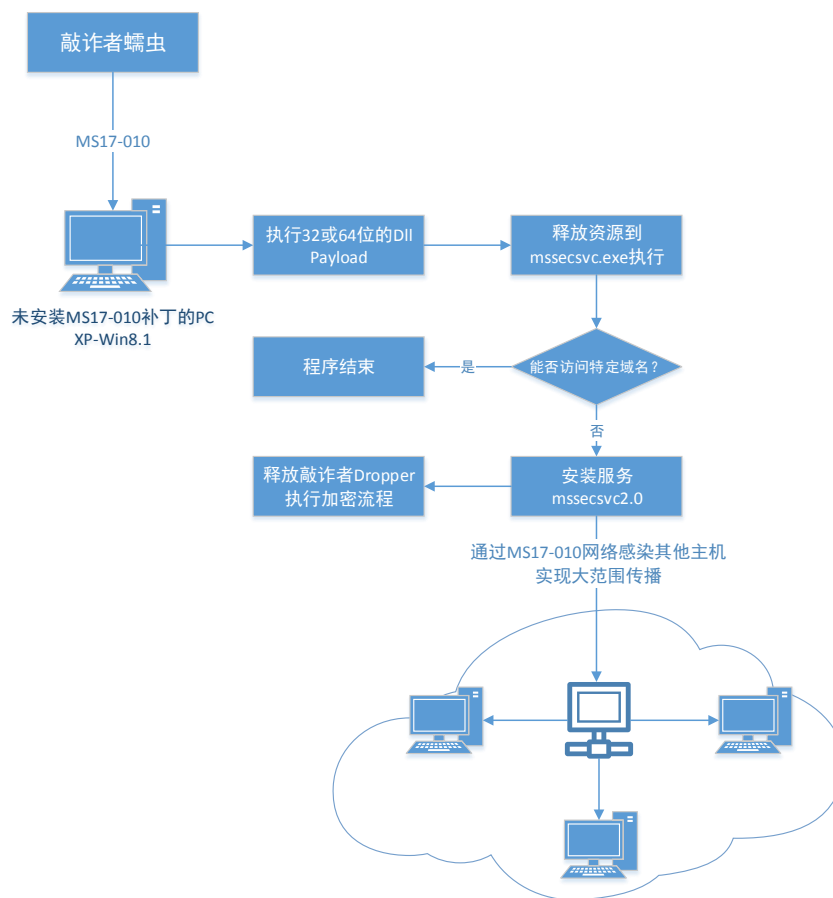 敲诈者蠕虫
MS17-010
未安装MS17-010补丁的PC
XP-Win8.1
执行32或64位的Dll
Payload
释放资源到
mssecsvc.exe执行
能否访问特定域名？
是
程序结束
否
安装服务
mssecsvc2.0
释放敲诈者Dropper
执行加密流程
通过MS17-010网络感染其他主机
实现大范围传播